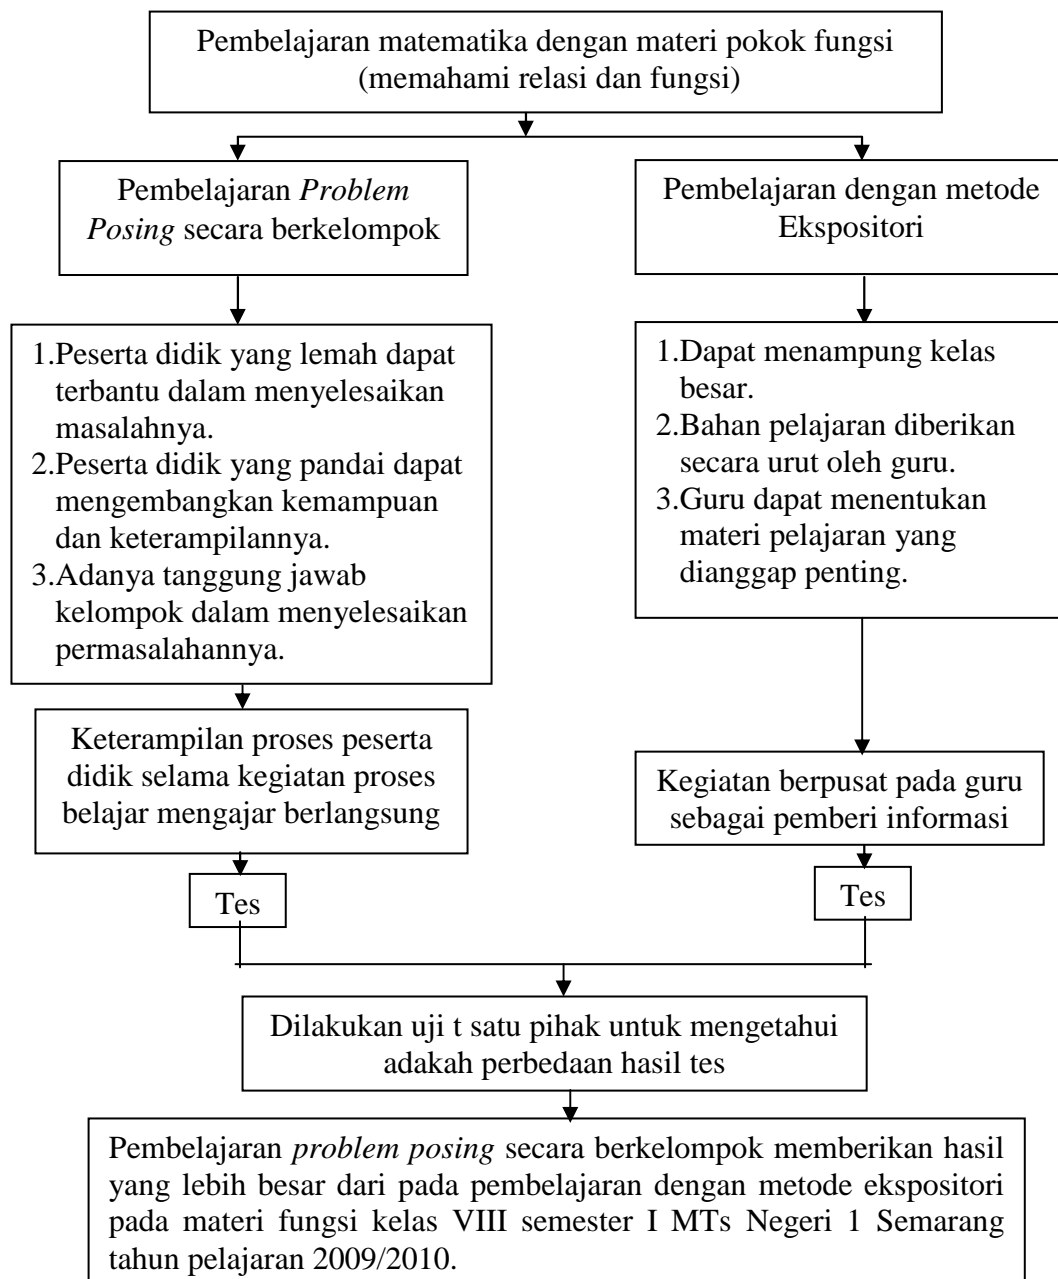 Pembelajaran matematika dengan materi pokok fungsi
(memahami relasi dan fungsi)
Pembelajaran Problem
Posing secara berkelompok
Pembelajaran dengan metode
Ekspositori
1.Peserta didik yang lemah dapat
terbantu dalam menyelesaikan
masalahnya.
2.Peserta didik yang pandai dapat
mengembangkan kemampuan
dan keterampilannya.
3.Adanya tanggung jawab
kelompok dalam menyelesaikan
permasalahannya.
1.Dapat menampung kelas
besar.
2.Bahan pelajaran diberikan
secara urut oleh guru.
3.Guru dapat menentukan
materi pelajaran yang
dianggap penting.
Keterampilan proses peserta
didik selama kegiatan proses
belajar mengajar berlangsung
Kegiatan berpusat pada guru
sebagai pemberi informasi
Tes
Tes
Dilakukan uji t satu pihak untuk mengetahui
adakah perbedaan hasil tes
Pembelajaran problem posing secara berkelompok memberikan hasil
yang lebih besar dari pada pembelajaran dengan metode ekspositori
pada materi fungsi kelas VIII semester I MTs Negeri 1 Semarang
tahun pelajaran 2009/2010.